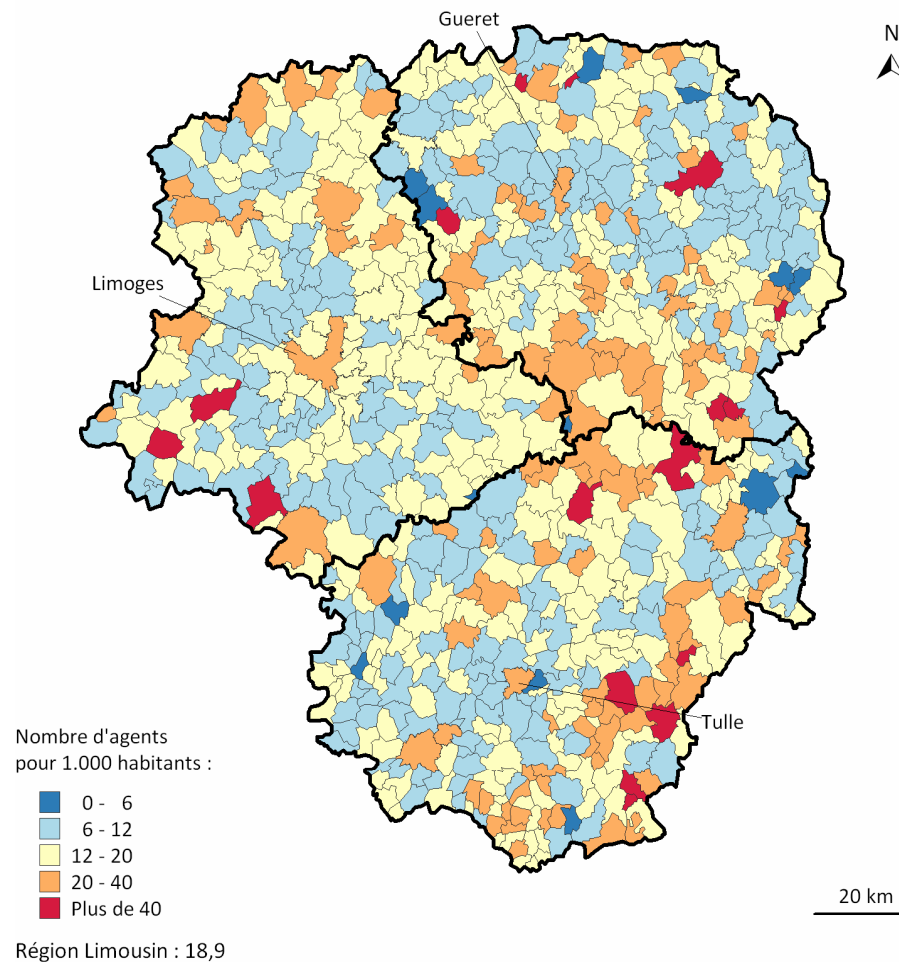 Gueret
N
Limoges
Tulle
Nombre d'agents
pour 1.000 habitants :
0 - 6
6 - 12
12 - 20
20 - 40
Plus de 40
20 km
Région Limousin : 18,9